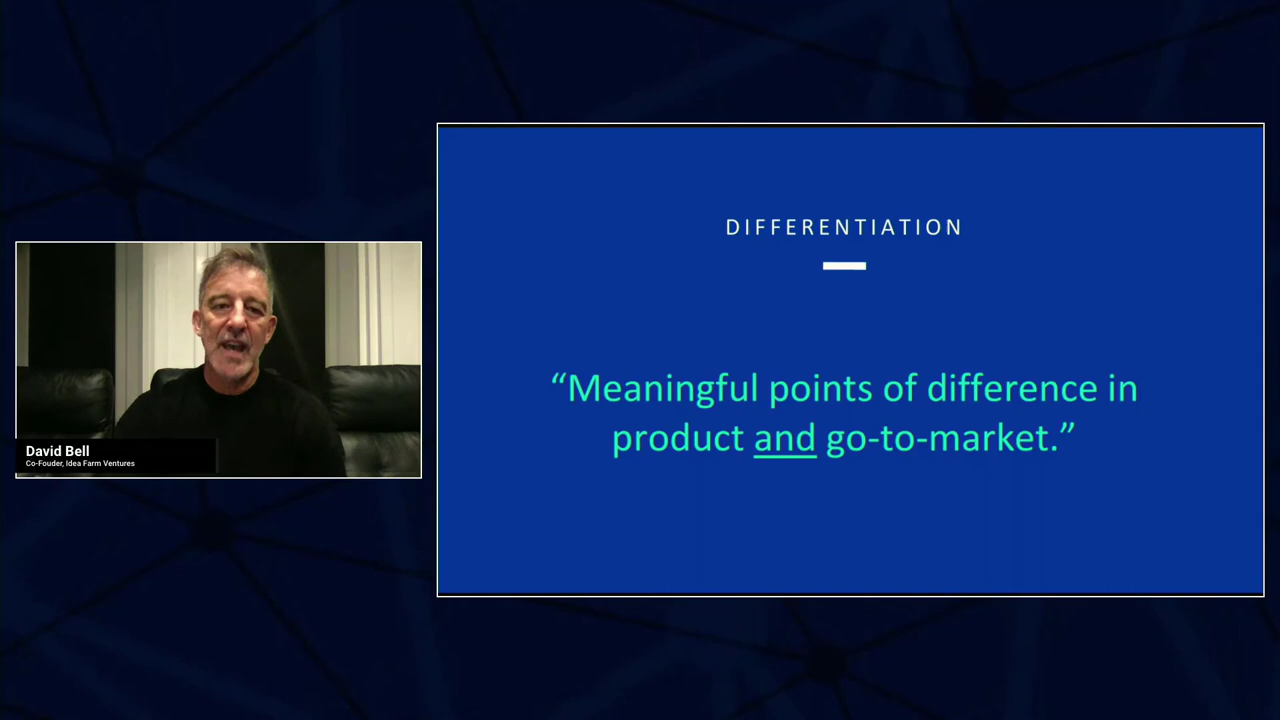 DIFFERENTIATION
“Meaningful points of difference in
product and go-to-market.”
David Bell
Co-Fouder, Idea Farm Ventures